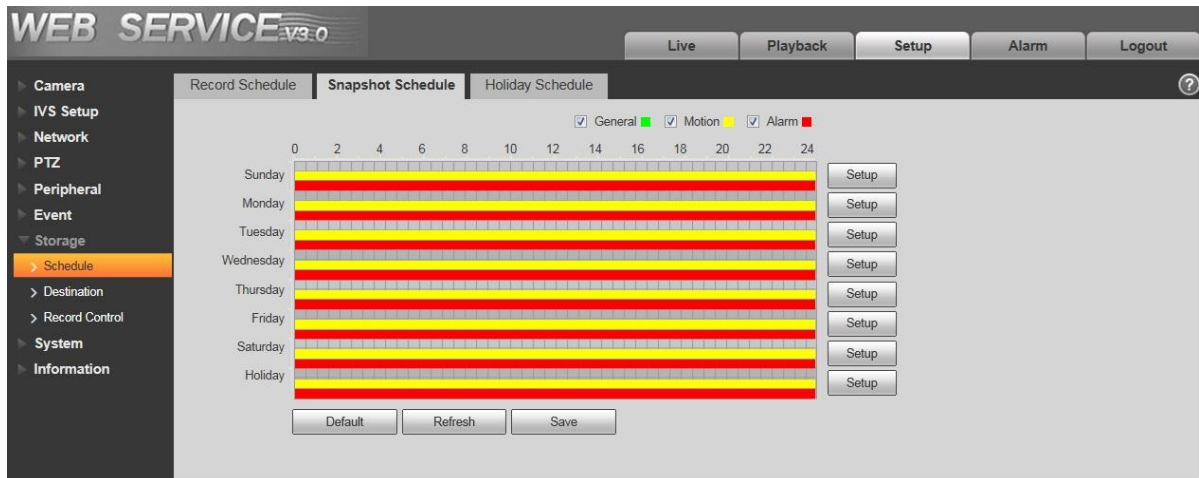 WEB SERVICE V3.0
Live Playback Setup Alarm Logout
Camera
IVS Setup
Network
PTZ
Peripheral
Event
Storage
Schedule
Destination
Record Control
System
Information
Record Schedule Snapshot Schedule Holiday Schedule ?
General Motion Alarm
0 2 4 6 8 10 12 14 16 18 20 22 24
Sunday Setup
Monday Setup
Tuesday Setup
Wednesday Setup
Thursday Setup
Friday Setup
Saturday Setup
Holiday Setup
Default Refresh Save